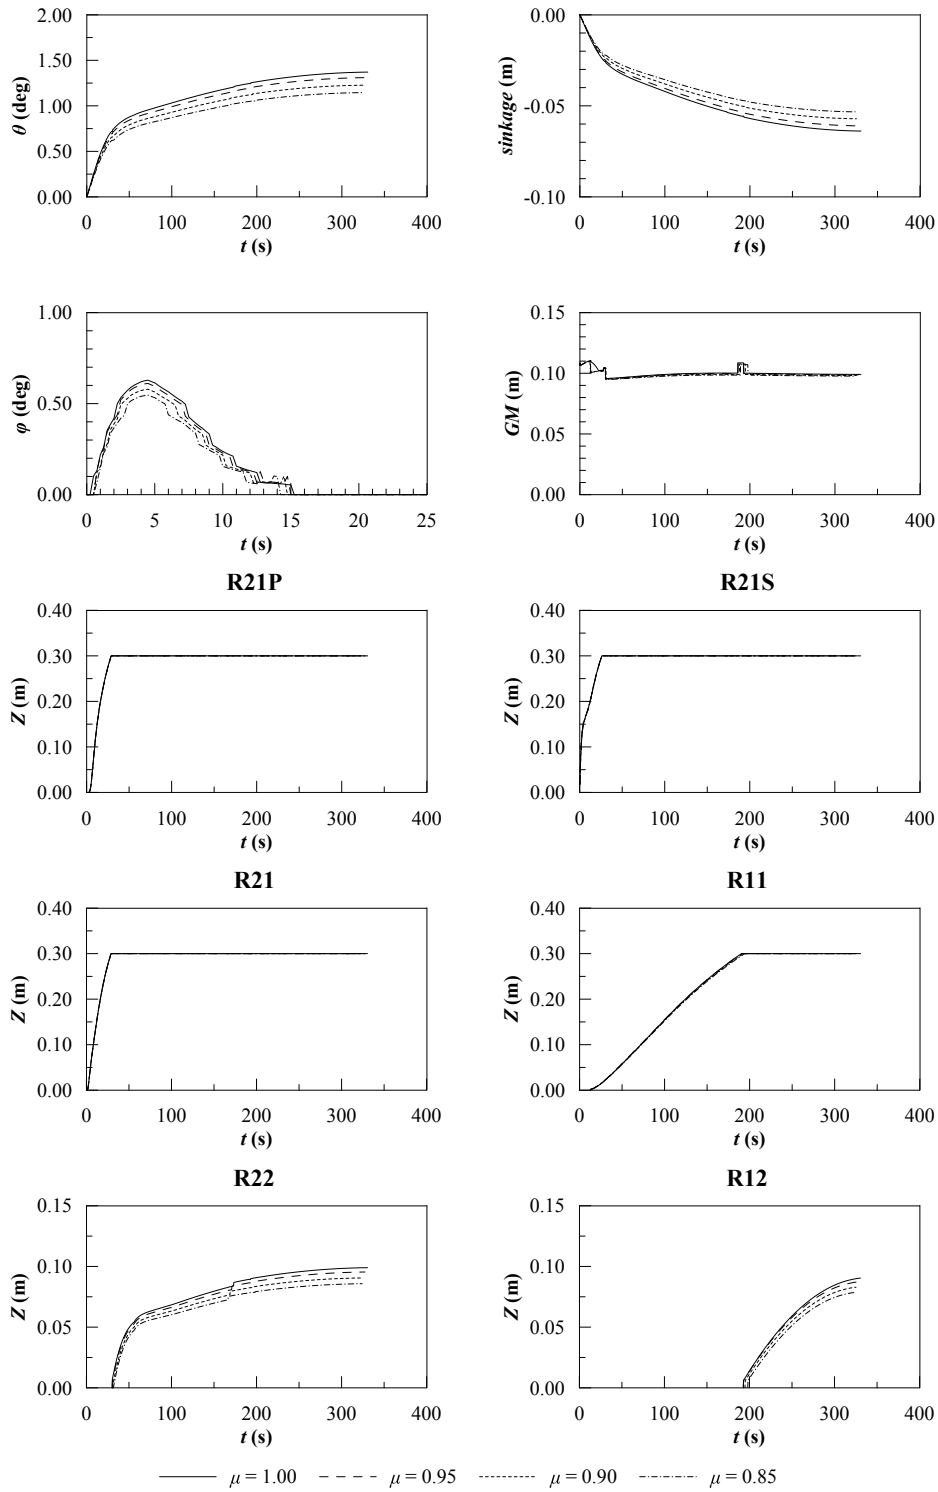 2.00
1.50
1.00
0.50
0.00
θ (deg)
0 100 200 300 400
t (s)
0.00
-0.05
-0.10
sinkage (m)
0 100 200 300 400
t (s)
1.00
0.50
0.00
φ (deg)
0 5 10 15 20 25
t (s)
0.15
0.10
0.05
0.00
GM (m)
0 100 200 300 400
t (s)
R21P
0.40
0.30
0.20
0.10
0.00
Z (m)
0 100 200 300 400
t (s)
R21S
0.40
0.30
0.20
0.10
0.00
Z (m)
0 100 200 300 400
t (s)
R21
0.40
0.30
0.20
0.10
0.00
Z (m)
0 100 200 300 400
t (s)
R11
0.40
0.30
0.20
0.10
0.00
Z (m)
0 100 200 300 400
t (s)
R22
0.15
0.10
0.05
0.00
Z (m)
0 100 200 300 400
t (s)
R12
0.15
0.10
0.05
0.00
Z (m)
0 100 200 300 400
t (s)
μ = 1.00 μ = 0.95 μ = 0.90 μ = 0.85